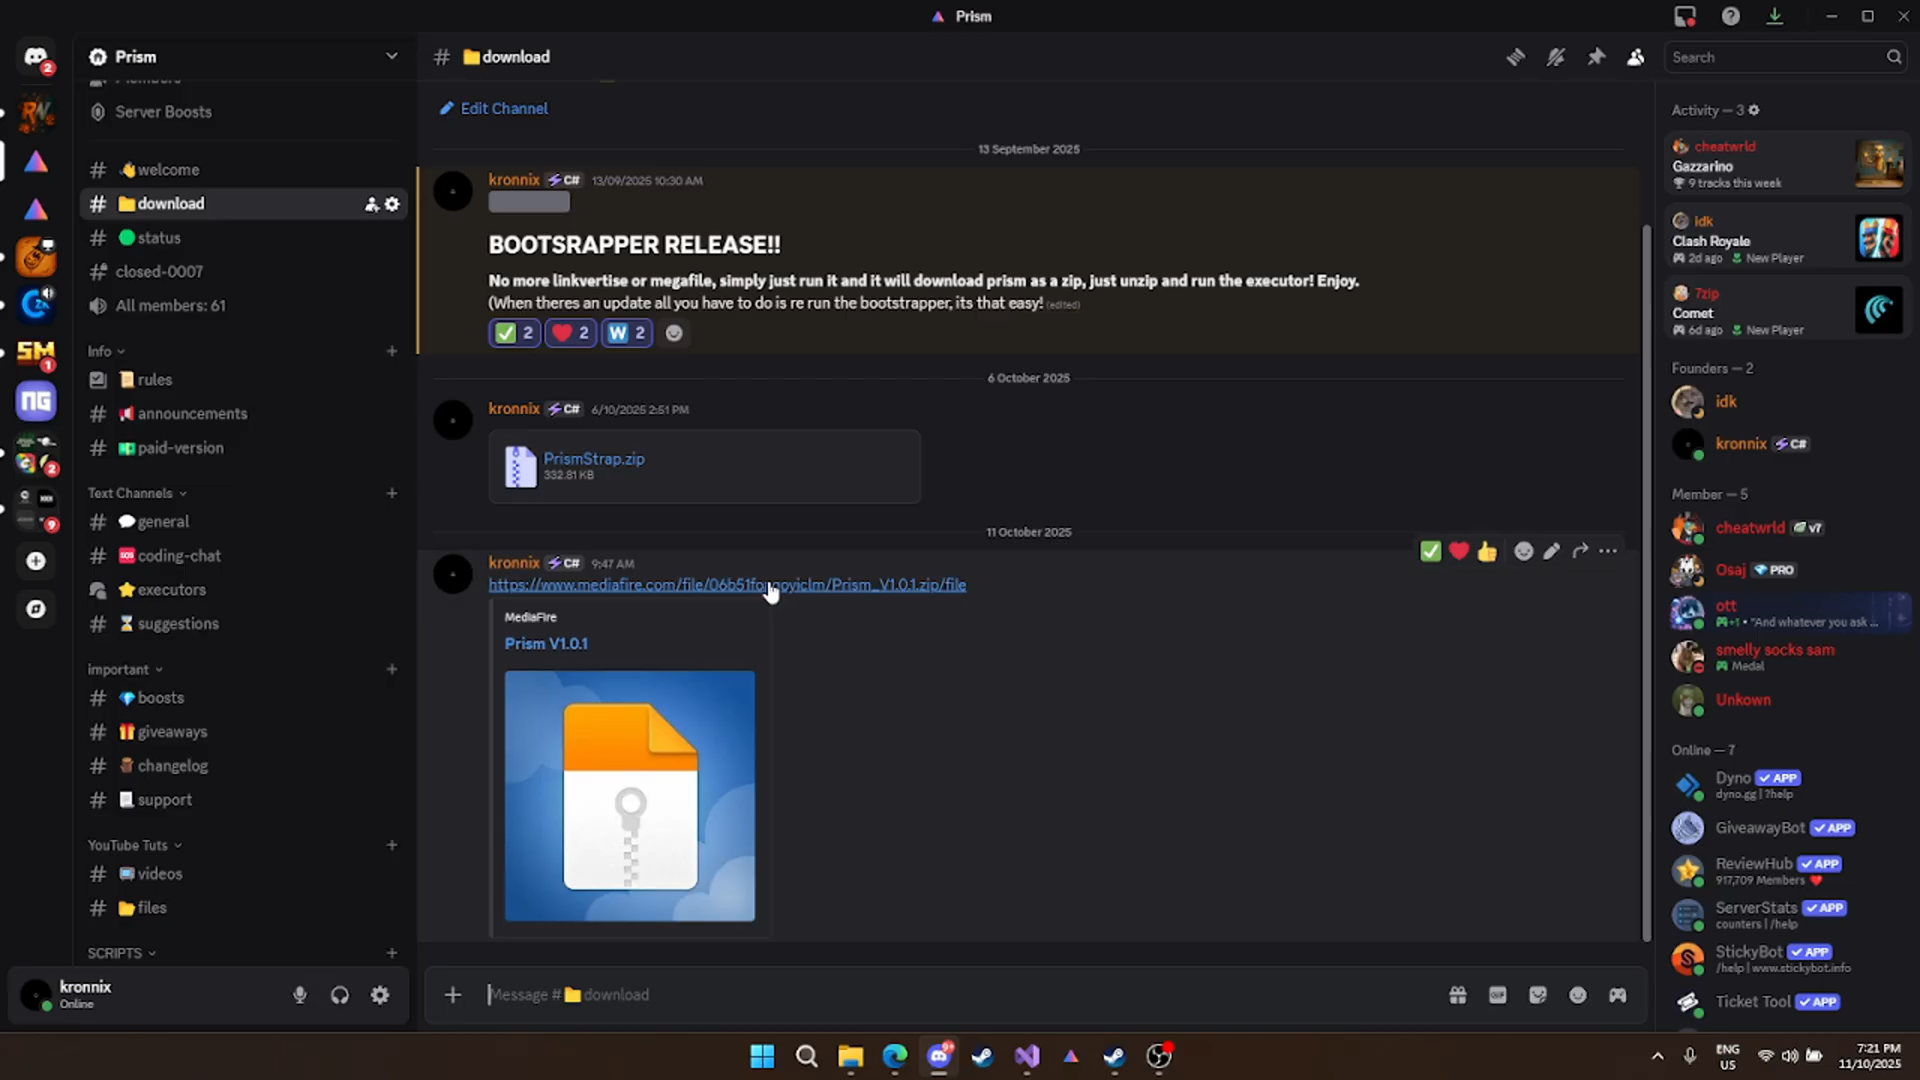 Prism
Prism
download
Search
Members
Server Boosts
Edit Channel
Activity — 3
13 September 2025
welcome
download
status
closed-0007
All members: 61
Info
rules
announcements
paid-version
Text Channels
general
coding-chat
executors
suggestions
important
boosts
giveaways
changelog
support
YouTube Tuts
videos
files
SCRIPTS
kronnix
Online
kronnix C# 13/09/2025 10:30 AM
BOOTSRAPPER RELEASE!!
No more linkvertise or megafile, simply just run it and it will download prism as a zip, just unzip and run the executor! Enjoy.
(When theres an update all you have to do is re run the bootstrapper, its that easy! (edited)
2 2 W 2
6 October 2025
kronnix C# 6/10/2025 2:51 PM
PrismStrap.zip
332.81 KB
11 October 2025
kronnix C# 9:47 AM
MediaFire
Prism V1.0.1
Message # download
cheatwrld
Gazzarino
9 tracks this week
idk
Clash Royale
2d ago New Player
7zip
Comet
6d ago New Player
Founders — 2
idk
kronnix C#
Member — 5
cheatwrld v7
Osaj PRO
ott
+1 • "And whatever you ask ...
smelly socks sam
Medal
Unkown
Online — 7
Dyno APP
dyno.gg | ?help
GiveawayBot APP
ReviewHub APP
917,709 Members
ServerStats APP
counters | /help
StickyBot APP
/help | www.stickybot.info
Ticket Tool APP
ENG
US
7:21 PM
11/10/2025